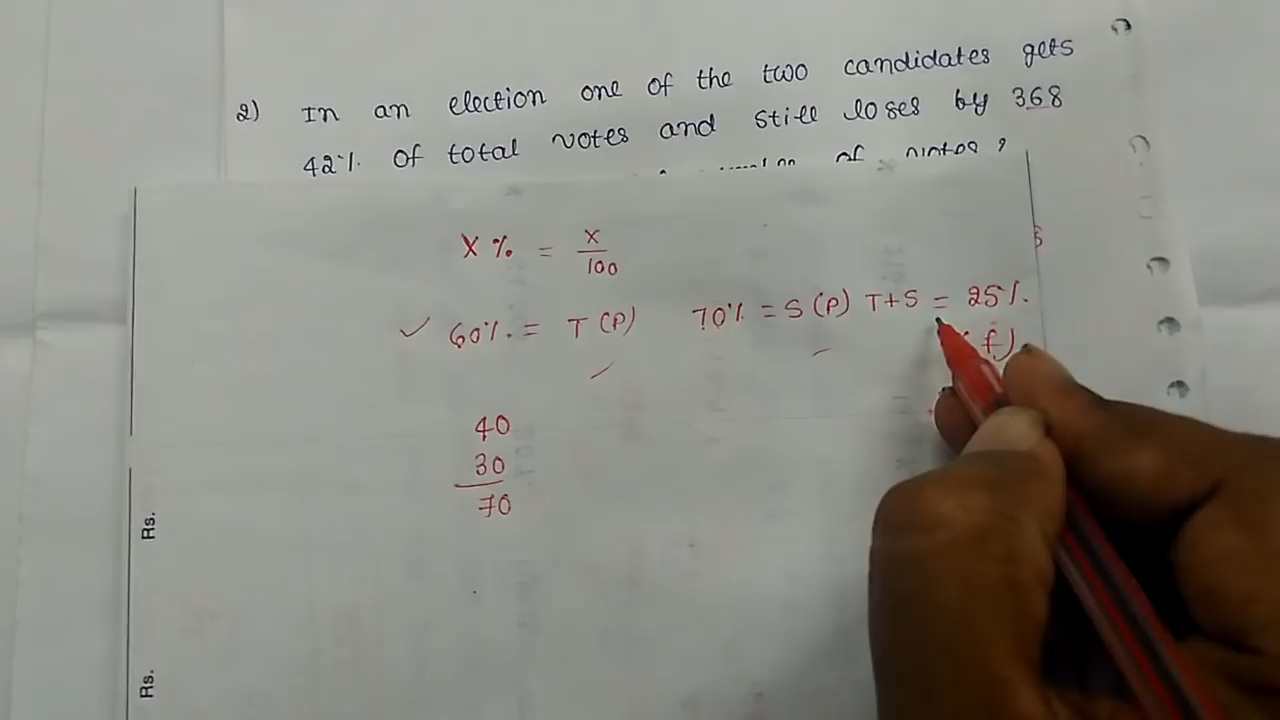 2) In an election one of the two candidates gets
42% of total votes and still loses by 368
of
X% = x/100
✓ 60% = T (P) 70% = S (P) T+S = 25%
f)
40
30
70
Rs.
Rs.